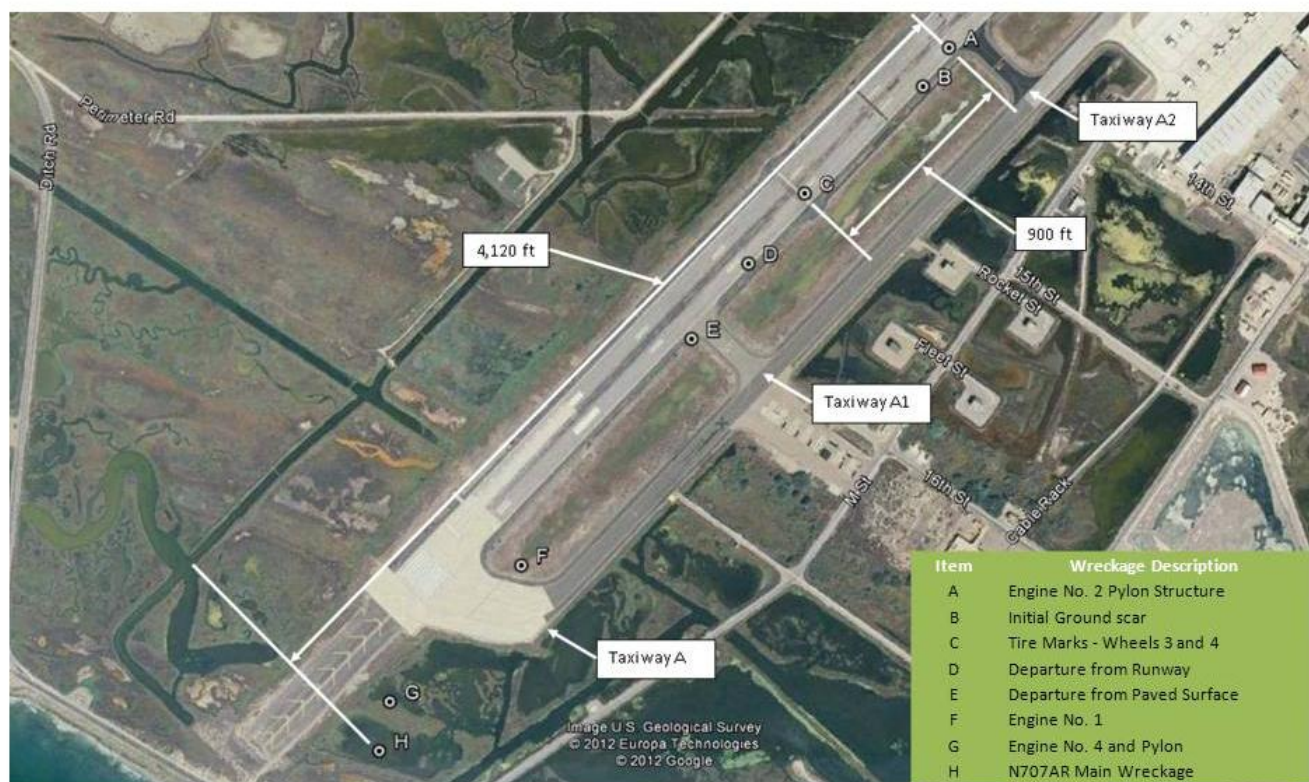 A
B
Perimeter Rd
Ditch Rd
Taxiway A2
14th St
C
900 ft
4,120 ft
D
15th St
Rocket St
E
Fleet St
Taxiway A1
M St
16th St
Cable Rack
F
Taxiway A
G
H
Image U.S. Geological Survey
© 2012 Europa Technologies
© 2012 Google
Item Wreckage Description
A Engine No. 2 Pylon Structure
B Initial Ground scar
C Tire Marks - Wheels 3 and 4
D Departure from Runway
E Departure from Paved Surface
F Engine No. 1
G Engine No. 4 and Pylon
H N707AR Main Wreckage